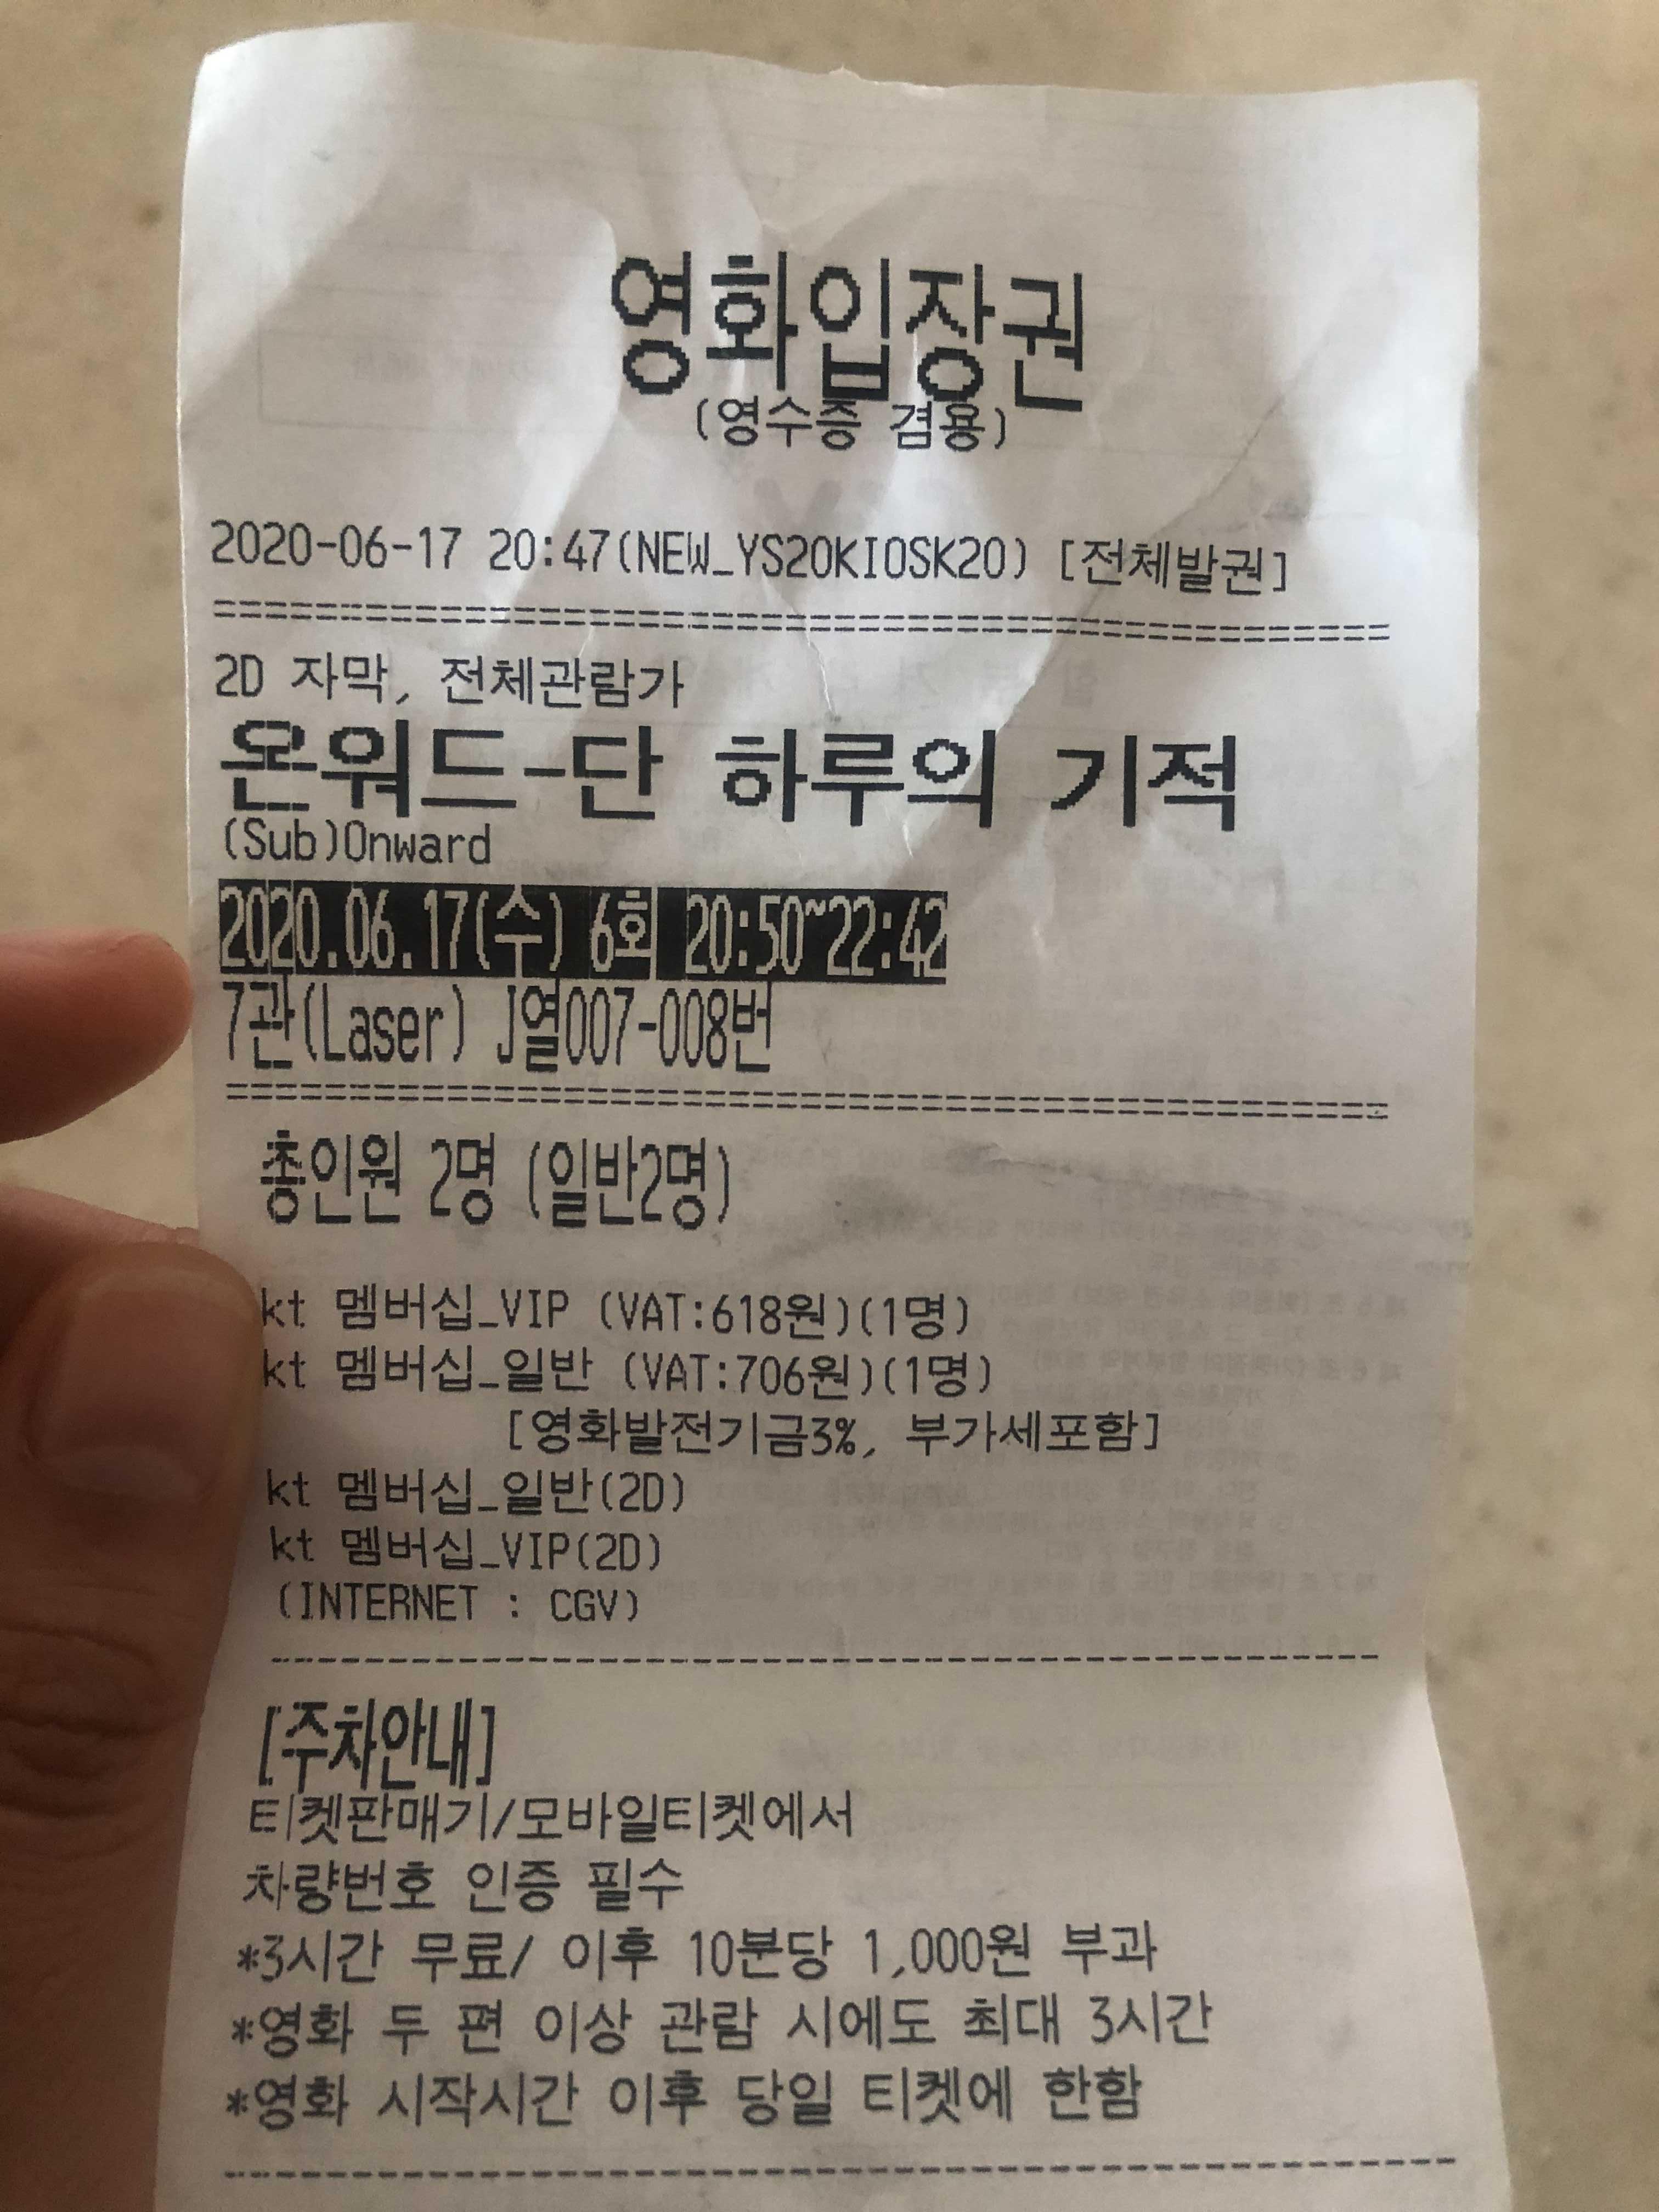 영화입장권
(영수증 겸용)
2020-06-17 20:47(NEW_YS20KIOSK20) [전체발권]
2D 자막, 전체관람가
온워드-단 하루의 기적
(Sub)Onward
2020.06.17(수) 6회 20:50~22:42
7관(Laser) J열007-008번
총인원 2명 (일반2명)
kt 멤버십_VIP (VAT:618원)(1명)
kt 멤버십_일반 (VAT:706원)(1명)
[영화발전기금3%, 부가세포함]
kt 멤버십_일반(2D)
kt 멤버십_VIP(2D)
(INTERNET : CGV)
[주차안내]
티켓판매기/모바일티켓에서
차량번호 인증 필수
*3시간 무료/ 이후 10분당 1,000원 부과
*영화 두 편 이상 관람 시에도 최대 3시간
*영화 시작시간 이후 당일 티켓에 한함